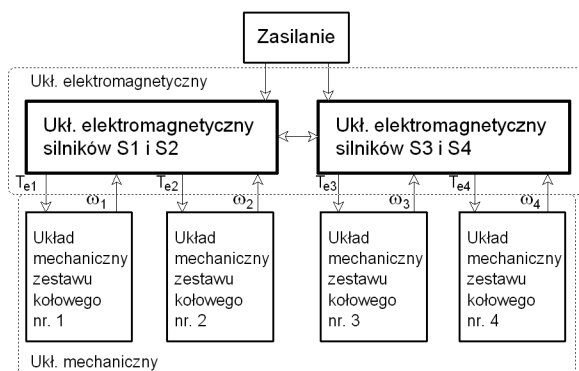 Zasilanie
Ukł. elektromagnetyczny
Ukł. elektromagnetyczny
silników S1 i S2
Ukł. elektromagnetyczny
silników S3 i S4
Te1
ω1
Te2
ω2
Te3
ω3
Te4
ω4
Układ
mechaniczny
zestawu
kołowego
nr. 1
Układ
mechaniczny
zestawu
kołowego
nr. 2
Układ
mechaniczny
zestawu
kołowego
nr. 3
Układ
mechaniczny
zestawu
kołowego
nr. 4
Ukł. mechaniczny